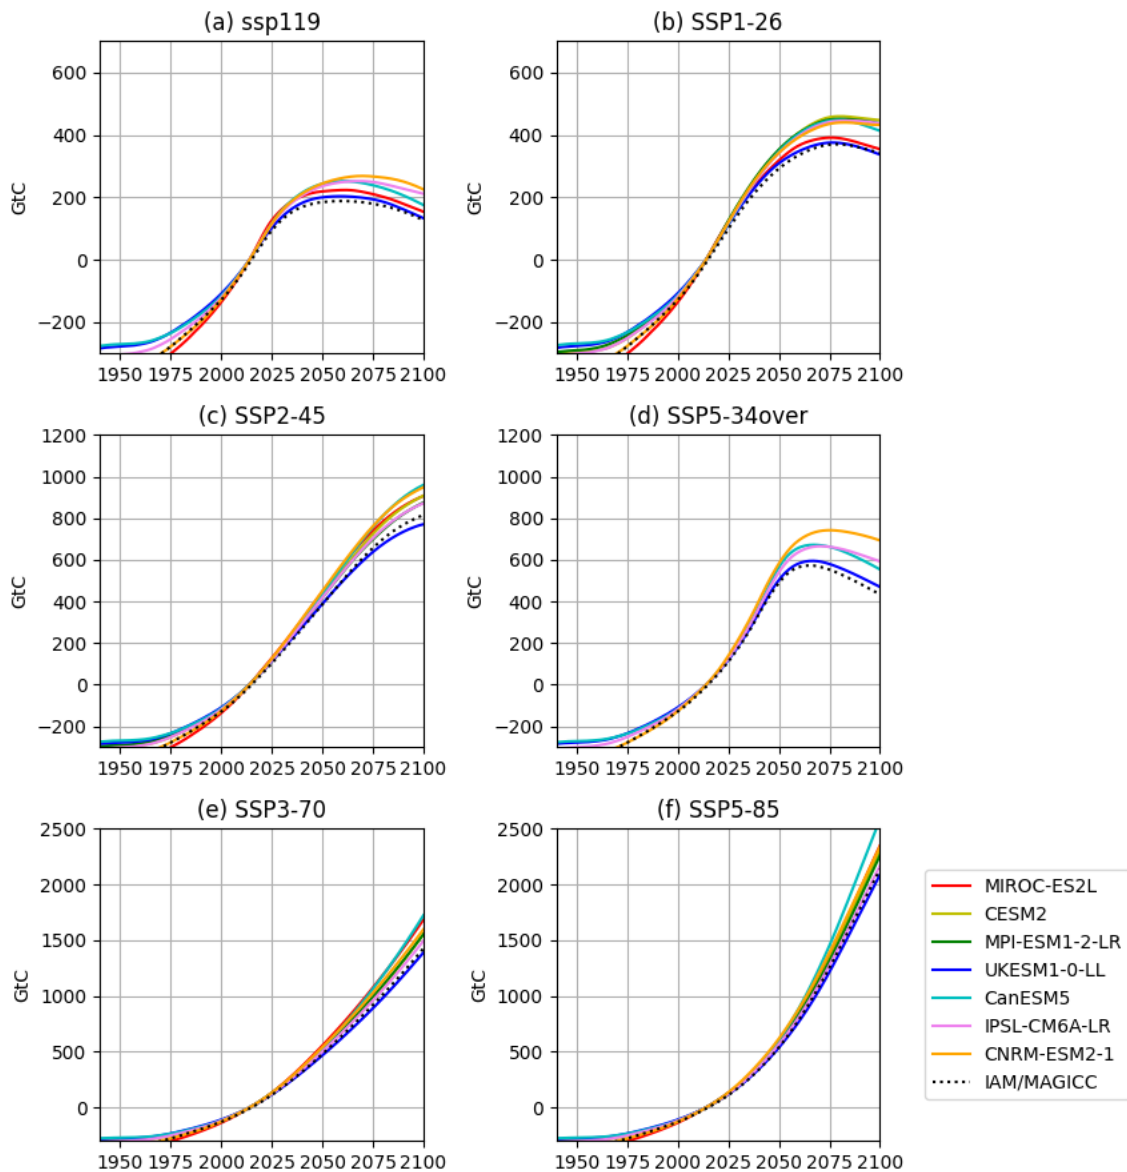 (a) ssp119
(b) SSP1-26
600
400
200
0
−200
GtC
1950 1975 2000 2025 2050 2075 2100
600
400
200
0
−200
GtC
1950 1975 2000 2025 2050 2075 2100
(c) SSP2-45
(d) SSP5-34over
1200
1000
800
600
400
200
0
−200
GtC
1950 1975 2000 2025 2050 2075 2100
1200
1000
800
600
400
200
0
−200
GtC
1950 1975 2000 2025 2050 2075 2100
(e) SSP3-70
(f) SSP5-85
2500
2000
1500
1000
500
0
GtC
1950 1975 2000 2025 2050 2075 2100
2500
2000
1500
1000
500
0
GtC
1950 1975 2000 2025 2050 2075 2100
MIROC-ES2L
CESM2
MPI-ESM1-2-LR
UKESM1-0-LL
CanESM5
IPSL-CM6A-LR
CNRM-ESM2-1
IAM/MAGICC